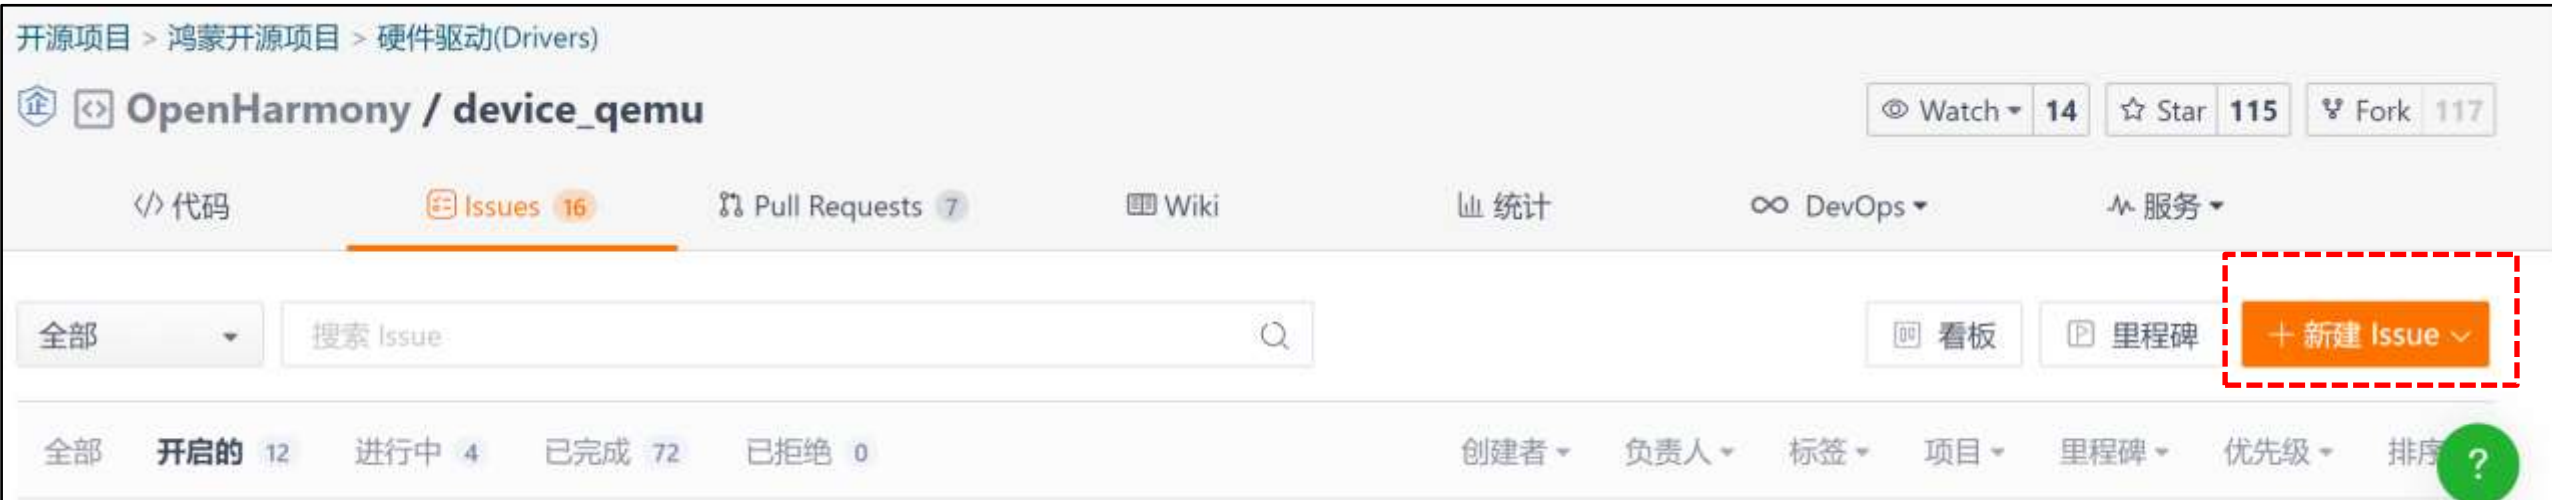 开源项目 > 鸿蒙开源项目 > 硬件驱动(Drivers)
企 OpenHarmony / device_qemu Watch 14 Star 115 Fork 117
代码 Issues 16 Pull Requests 7 Wiki 统计 DevOps 服务
全部 搜索 Issue 看板 里程碑 + 新建 Issue
全部 开启的 12 进行中 4 已完成 72 已拒绝 0 创建者 负责人 标签 项目 里程碑 优先级 排序 ?